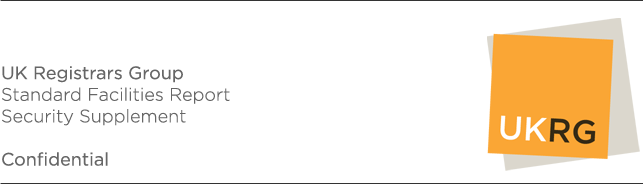 UK Registrars Group
Standard Facilities Report
Security Supplement
Confidential
UKRG